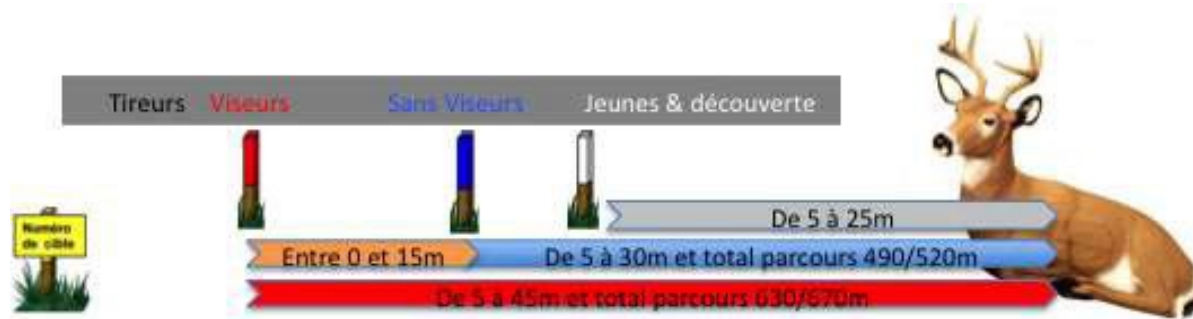 Tireurs Viseurs Sans Viseurs Jeunes & découverte
Numéro
de cible
De 5 à 25m
Entre 0 et 15m De 5 à 30m et total parcours 490/520m
De 5 à 45m et total parcours 630/670m